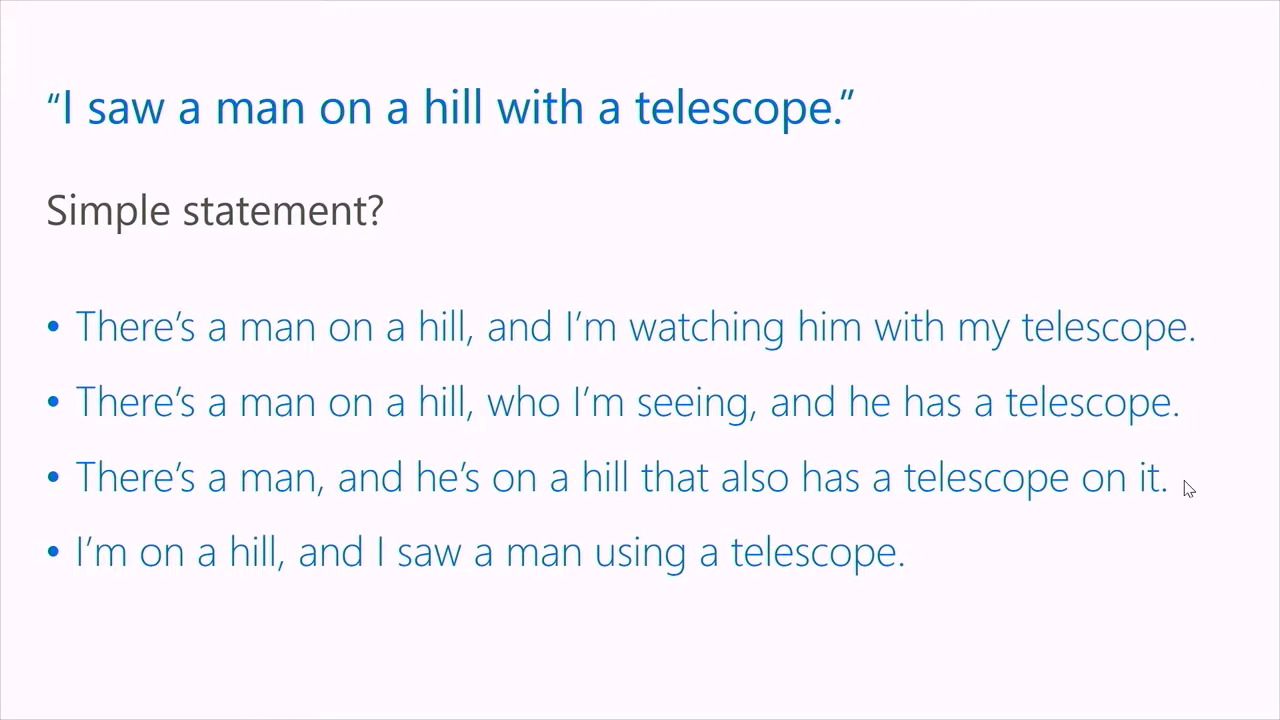 “I saw a man on a hill with a telescope.”
Simple statement?
• There’s a man on a hill, and I’m watching him with my telescope.
• There’s a man on a hill, who I’m seeing, and he has a telescope.
• There’s a man, and he’s on a hill that also has a telescope on it.
• I’m on a hill, and I saw a man using a telescope.